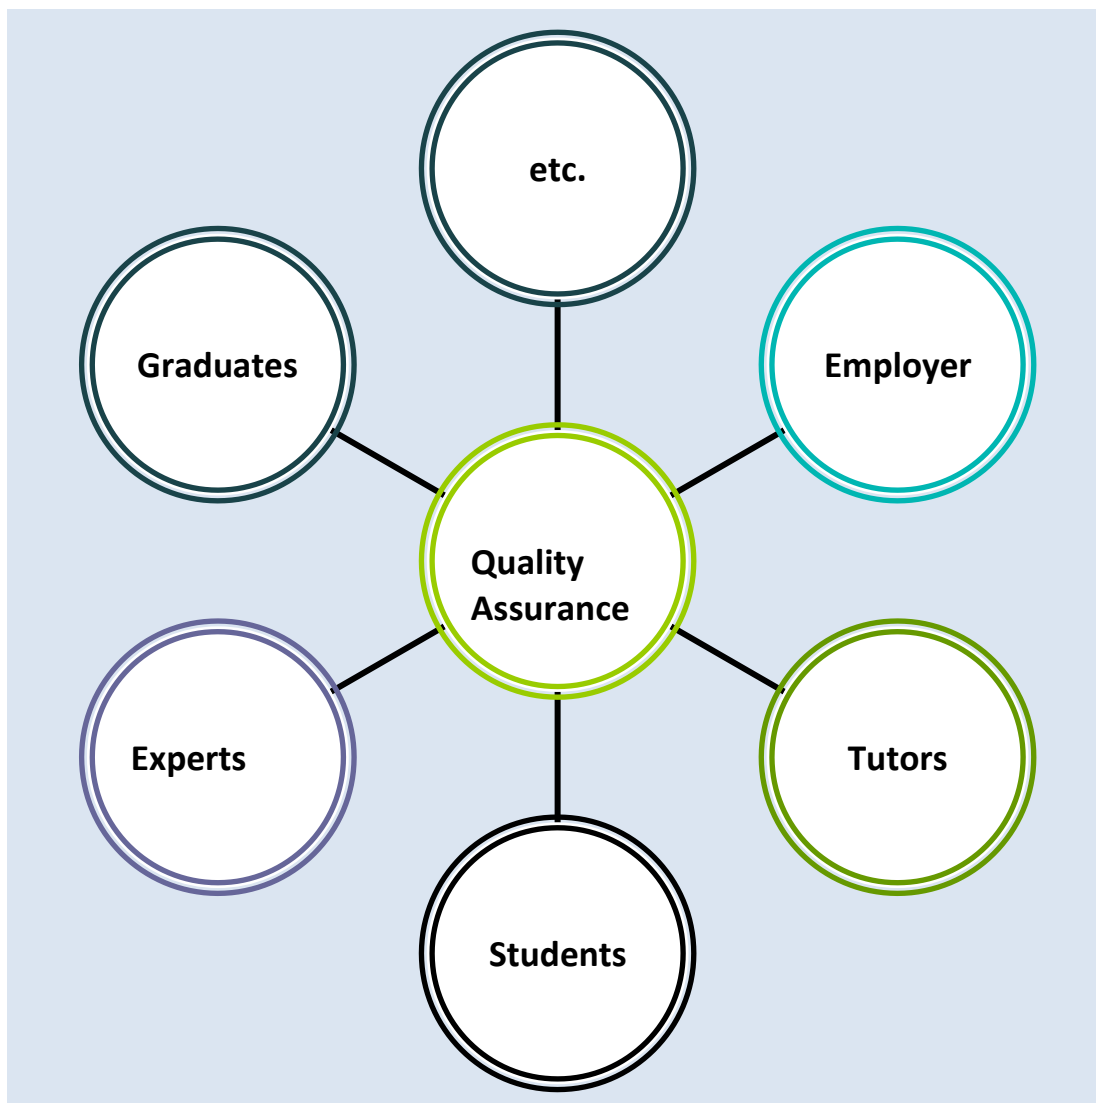 etc.
Graduates
Employer
Quality
Assurance
Experts
Tutors
Students